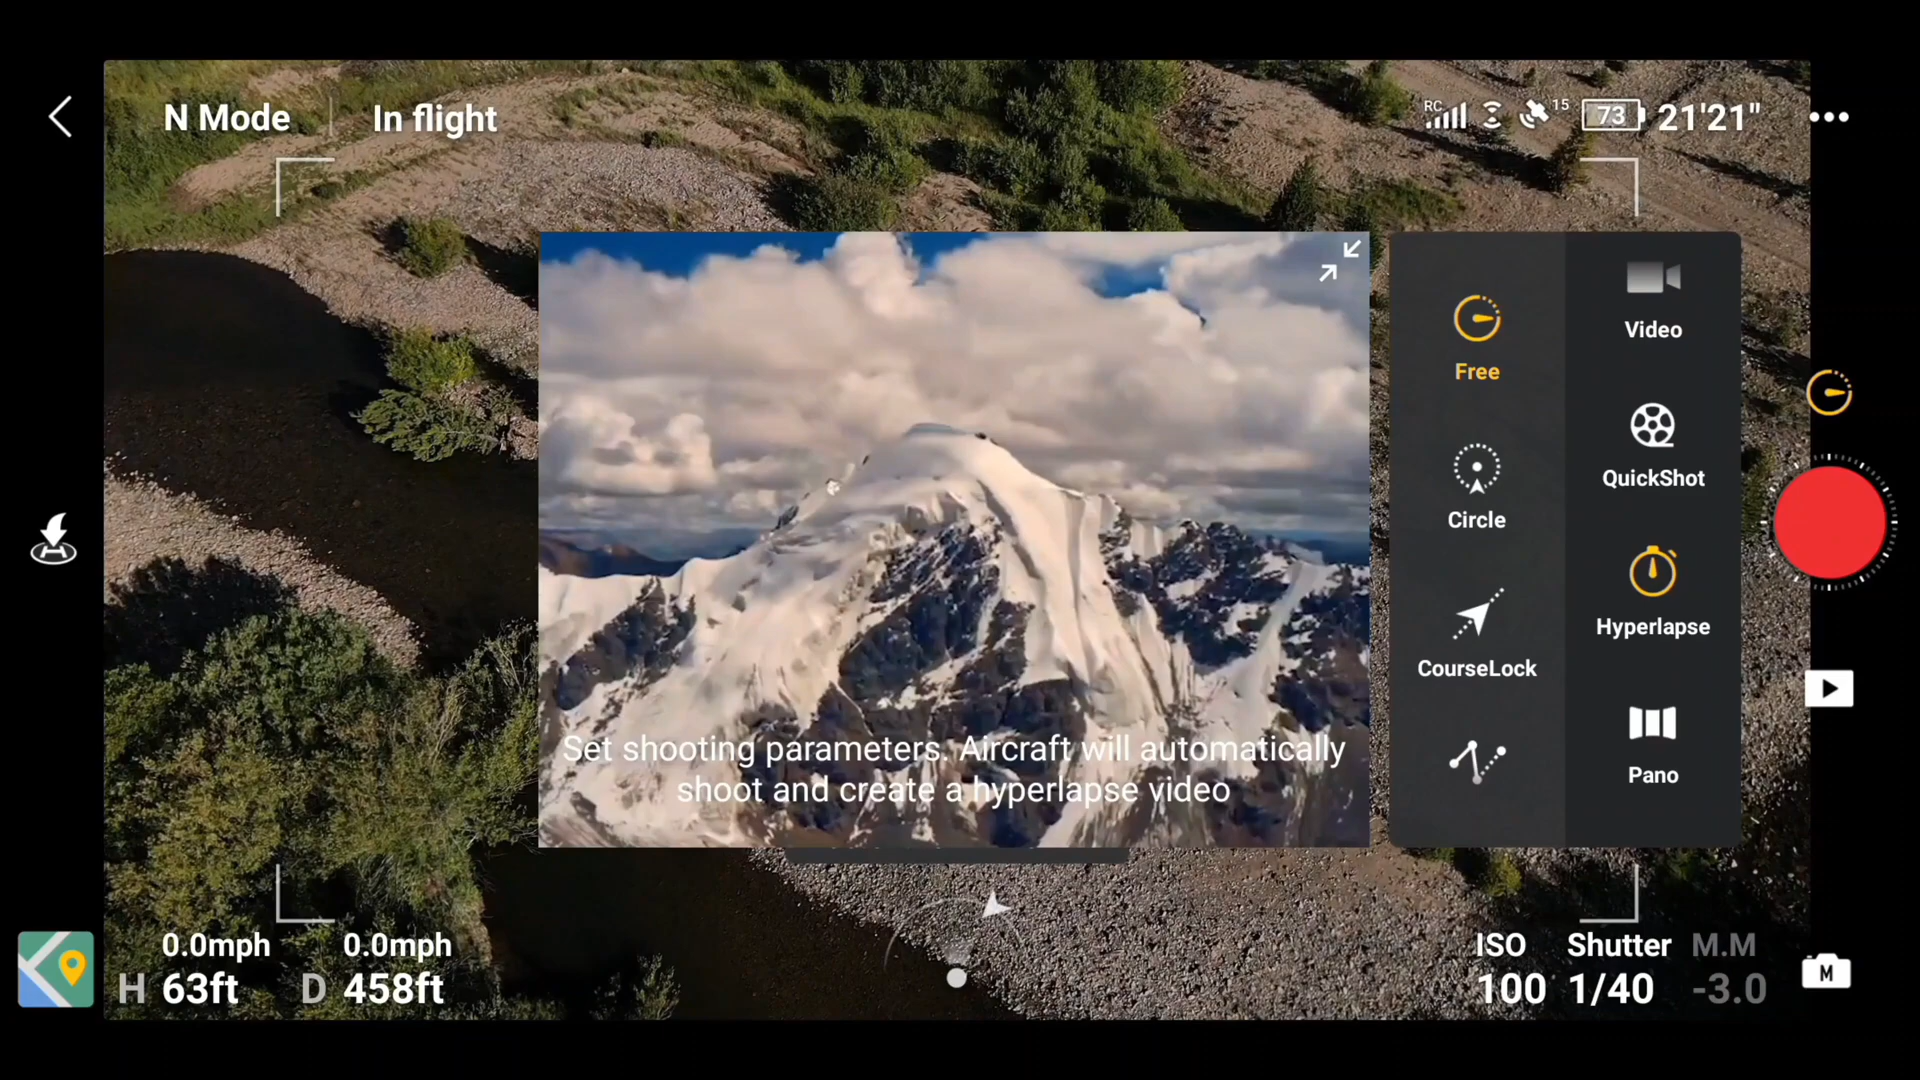 N Mode
In flight
RC
15
73
21'21"
Free
Circle
CourseLock
Video
QuickShot
Hyperlapse
Pano
Set shooting parameters. Aircraft will automatically
shoot and create a hyperlapse video
0.0mph 0.0mph
H 63ft D 458ft
ISO Shutter M.M
100 1/40 -3.0
M